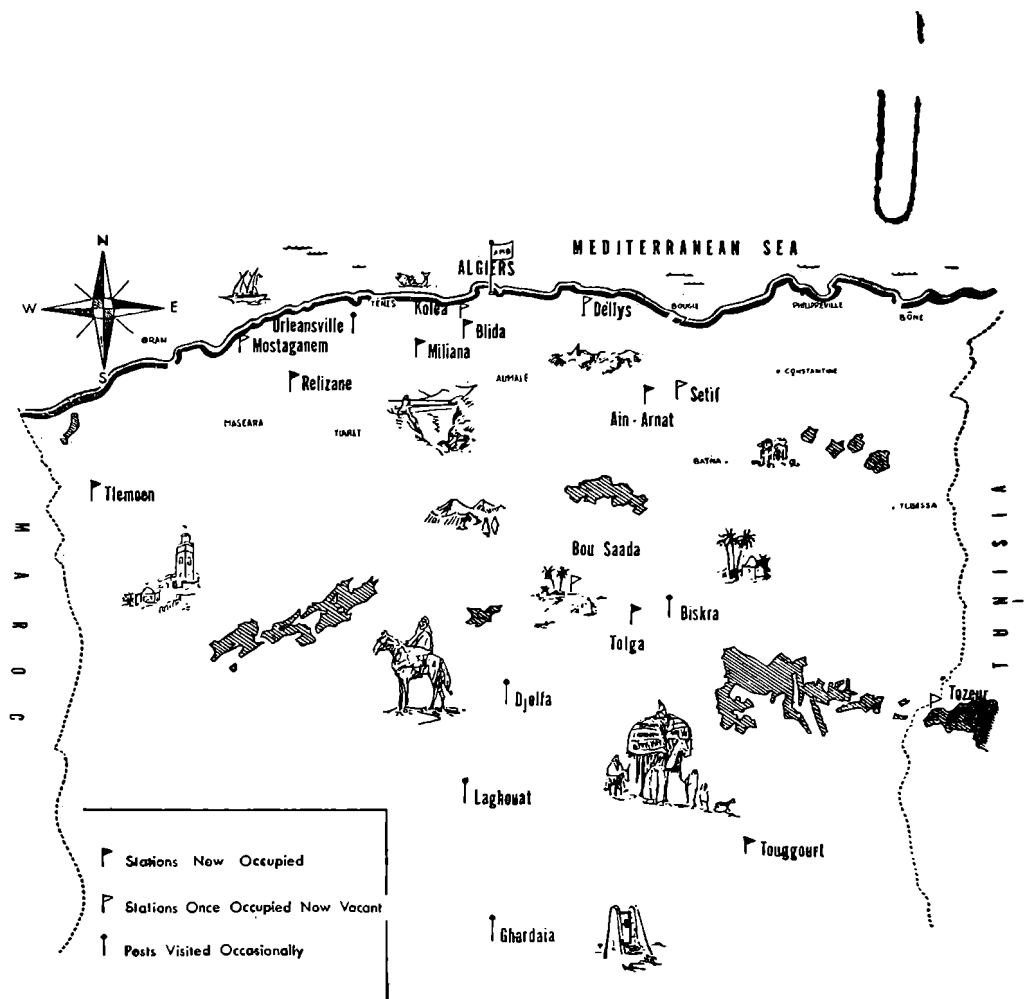 N
MEDITERRANEAN SEA
AMB
ALGIERS
W
E
S
TÉNÈS
Kolea
Dellys
BOUGIE
PHILIPPEVILLE
BÔNE
Orleansville
Blida
ORAN
Mostaganem
Miliana
CONSTANTINE
Relizane
AUMALE
Setif
Ain-Arnat
MASCARA
TIARET
BATNA
Tlemcen
TEBESSA
MAROC
Bou Saada
Biskra
Tolga
Djelfa
Tozeur
Laghouat
Touggourt
Stations Now Occupied
Stations Once Occupied Now Vacant
Ghardaia
Posts Visited Occasionally